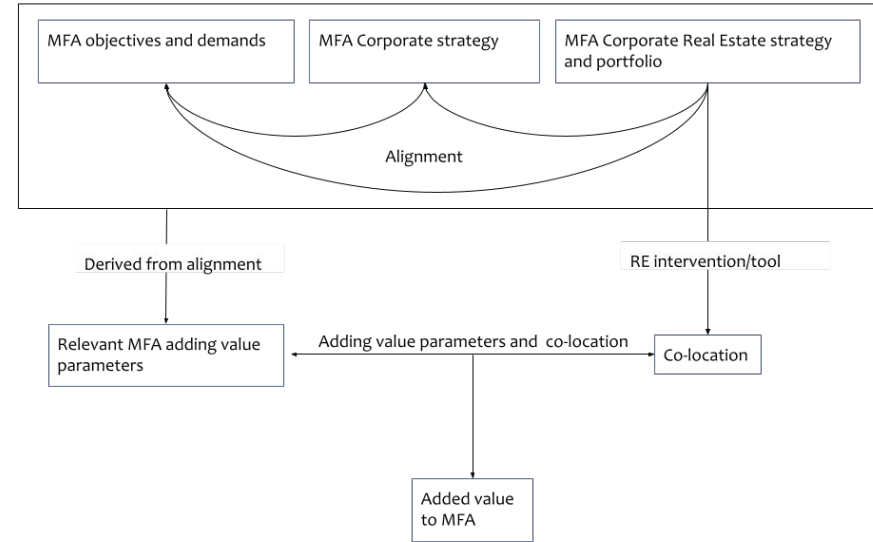 MFA objectives and demands
MFA Corporate strategy
MFA Corporate Real Estate strategy
and portfolio
Alignment
Derived from alignment
RE intervention/tool
Relevant MFA adding value
parameters
Adding value parameters and co-location
Co-location
Added value
to MFA